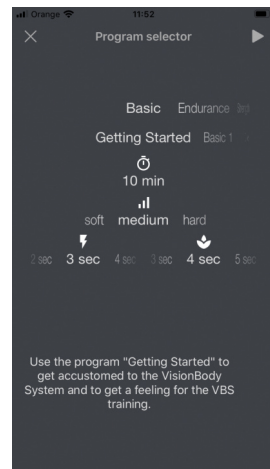 Orange 11:52
Program selector
Basic Endurance
Getting Started Basic 1
10 min
soft medium hard
2 sec 3 sec 4 sec 3 sec 4 sec 5 sec
Use the program "Getting Started" to
get accustomed to the VisionBody
System and to get a feeling for the VBS
training.